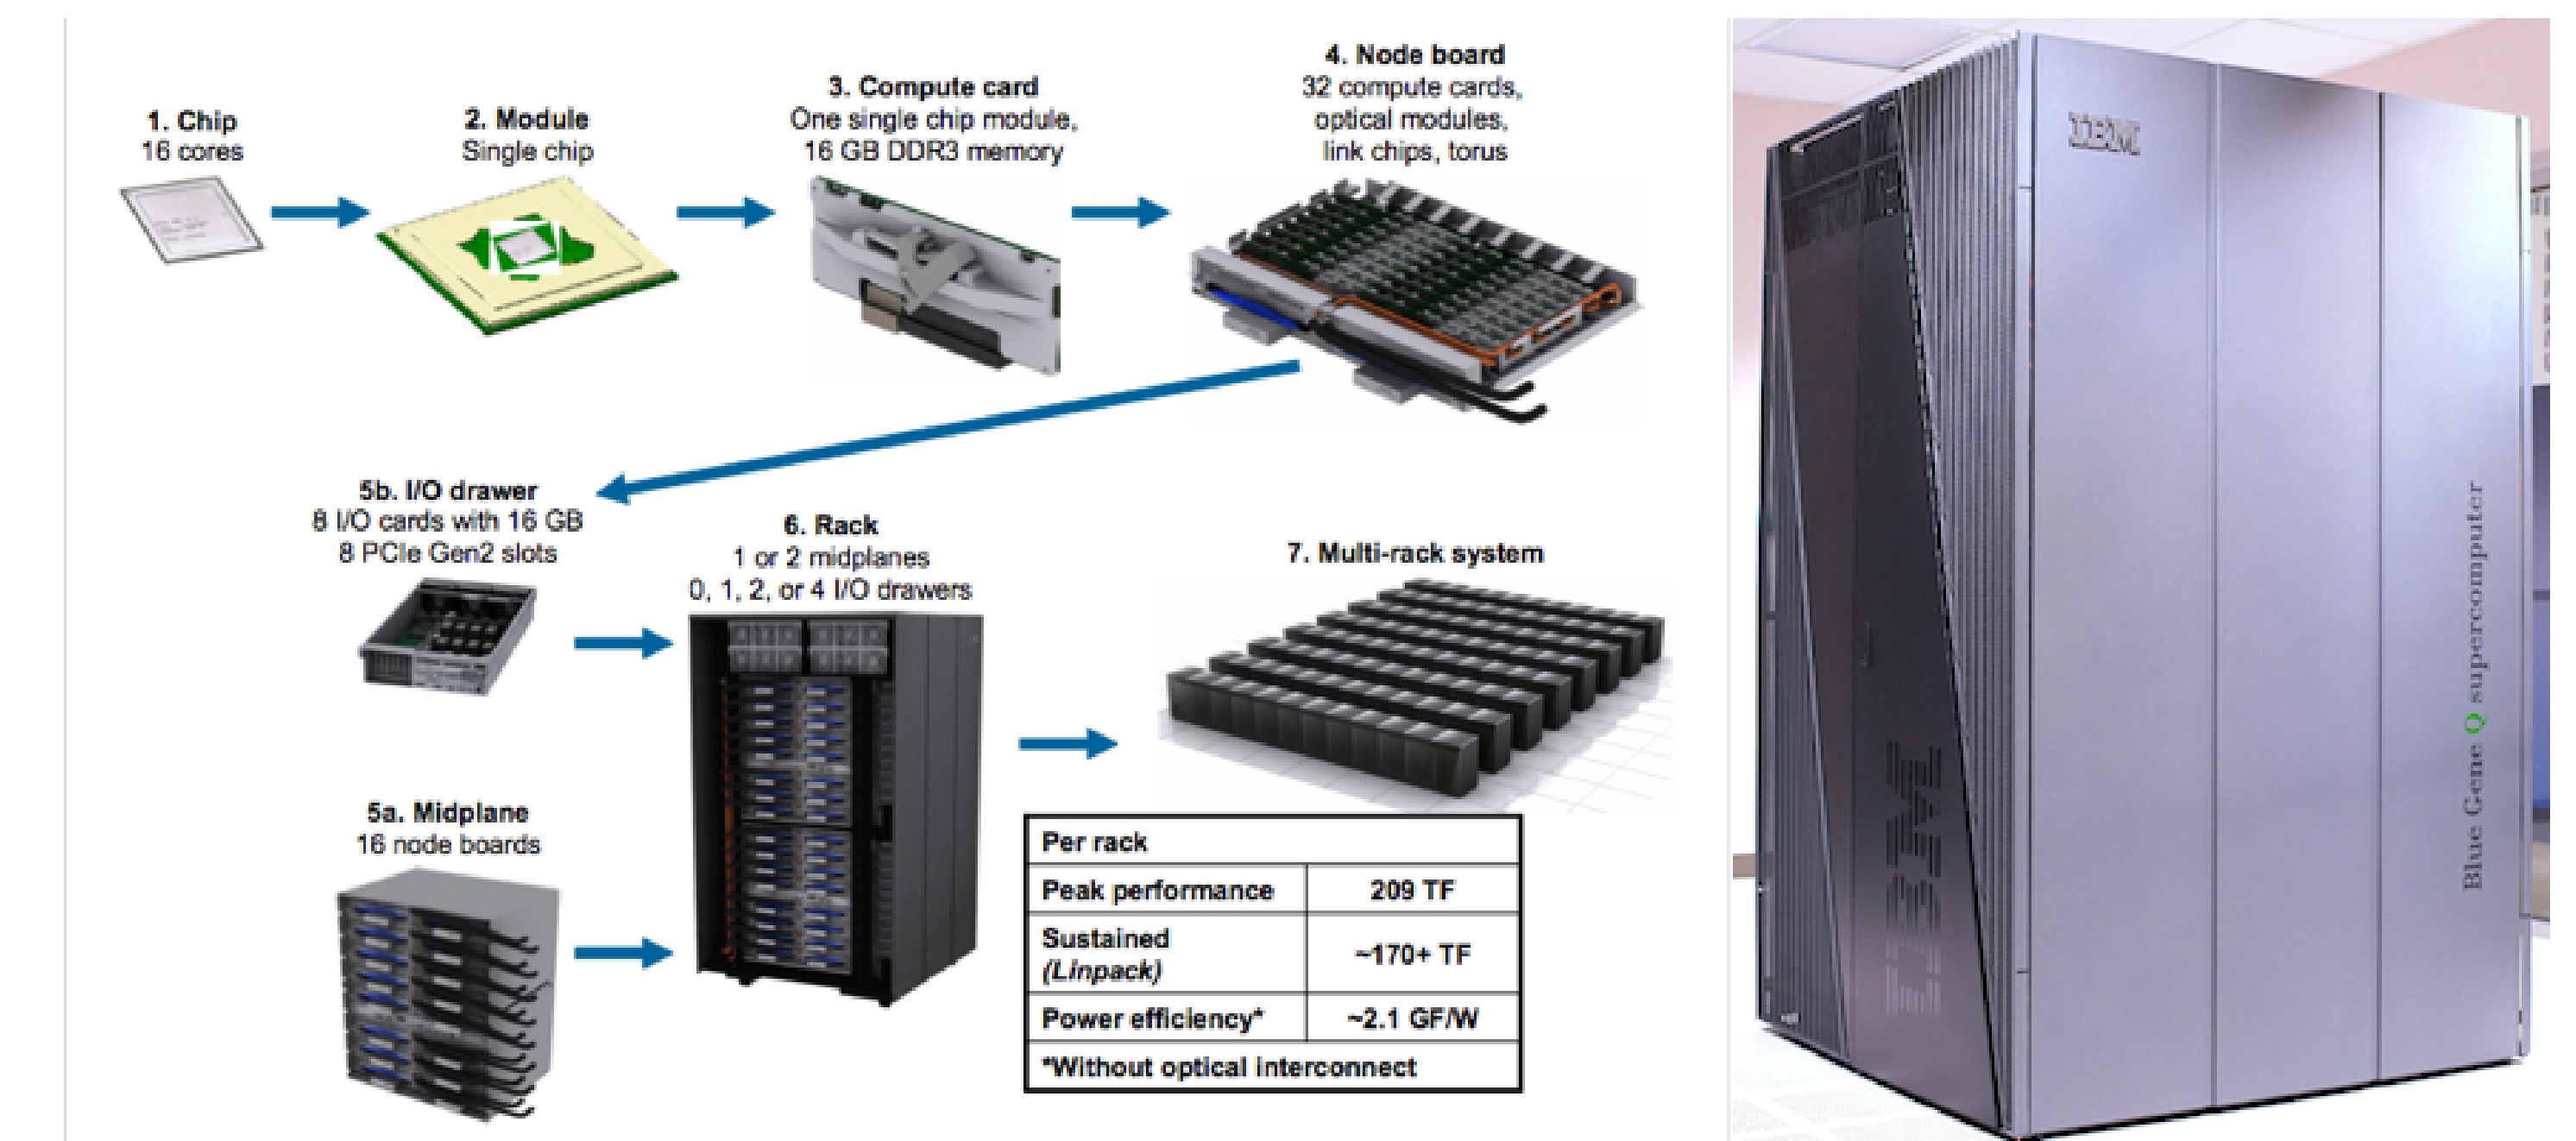 1. Chip
16 cores
2. Module
Single chip
3. Compute card
One single chip module,
16 GB DDR3 memory
4. Node board
32 compute cards,
optical modules,
link chips, torus
5b. I/O drawer
8 I/O cards with 16 GB
8 PCIe Gen2 slots
6. Rack
1 or 2 midplanes
0, 1, 2, or 4 I/O drawers
7. Multi-rack system
5a. Midplane
16 node boards
Per rack
Peak performance 209 TF
Sustained
(Linpack) ~170+ TF
Power efficiency* ~2.1 GF/W
*Without optical interconnect
IBM
IBM
Blue Gene Q supercomputer